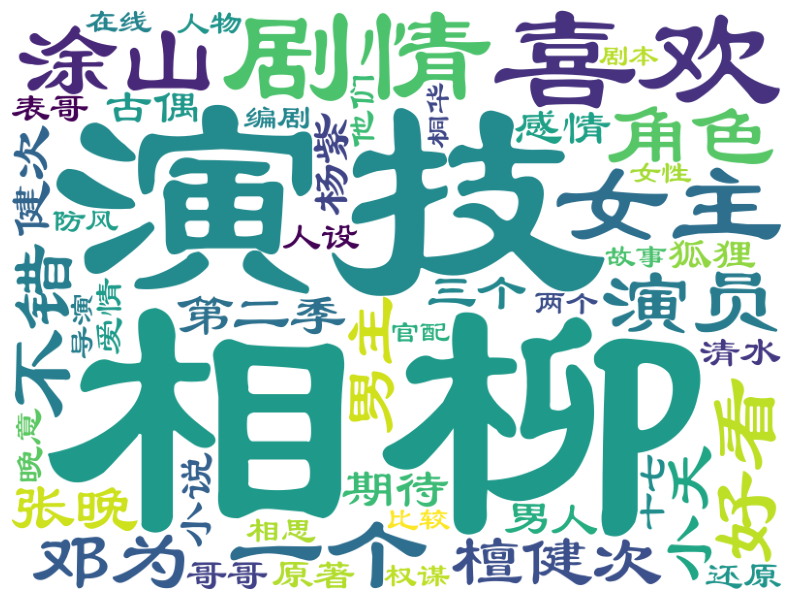 在线
人物
涂山
剧情
喜欢
剧本
表哥
古偶
编剧
他们
桐华
杨紫
感情
角色
健次
演技
女性
女主
防风
人设
故事
狐狸
不错
导演
爱情
第二季
三个
两个
演员
男主
官配
清水
相柳
好看
晚意
张晚
小说
期待
十七
小夭
相思
比较
男人
邓为
哥哥
原著
一个
权谋
檀健次
还原